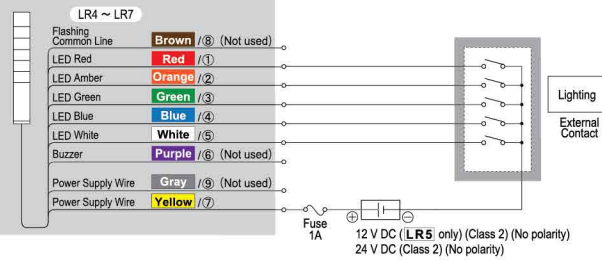 LR4 ~ LR7
Flashing
Common Line Brown /⑧ (Not used)
LED Red Red /①
LED Amber Orange /②
LED Green Green /③
LED Blue Blue /④
LED White White /⑤
Buzzer Purple /⑥ (Not used)
Power Supply Wire Gray /⑨ (Not used)
Power Supply Wire Yellow /⑦
Lighting
External
Contact
Fuse
1A
⊕ ⊖
12 V DC ( LR5 only) (Class 2) (No polarity)
24 V DC (Class 2) (No polarity)